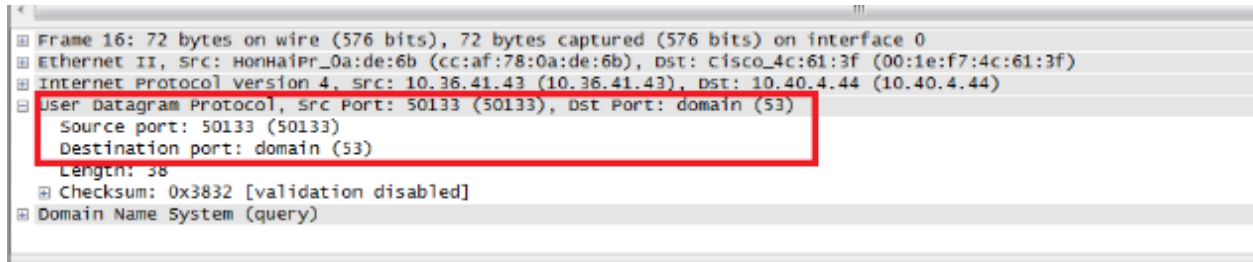 Frame 16: 72 bytes on wire (576 bits), 72 bytes captured (576 bits) on interface 0
Ethernet II, Src: HonHaiPr_0a:de:6b (cc:af:78:0a:de:6b), Dst: Cisco_4c:61:3f (00:1e:f7:4c:61:3f)
Internet Protocol Version 4, Src: 10.36.41.43 (10.36.41.43), Dst: 10.40.4.44 (10.40.4.44)
User Datagram Protocol, Src Port: 50133 (50133), Dst Port: domain (53)
Source port: 50133 (50133)
Destination port: domain (53)
Length: 38
Checksum: 0x3832 [validation disabled]
Domain Name System (query)